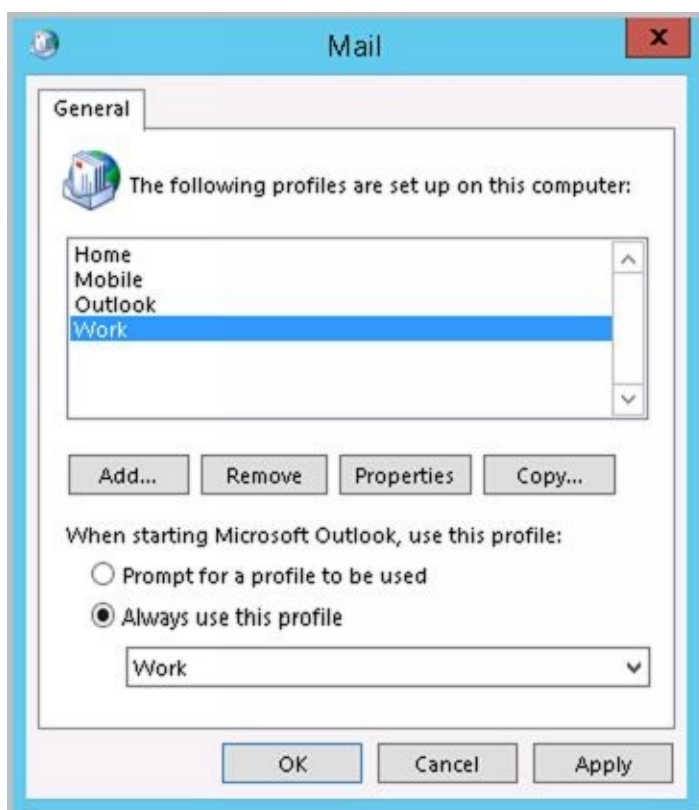 Mail
x
General
The following profiles are set up on this computer:
Home
Mobile
Outlook
Work
Add... Remove Properties Copy...
When starting Microsoft Outlook, use this profile:
Prompt for a profile to be used
Always use this profile
Work
OK Cancel Apply